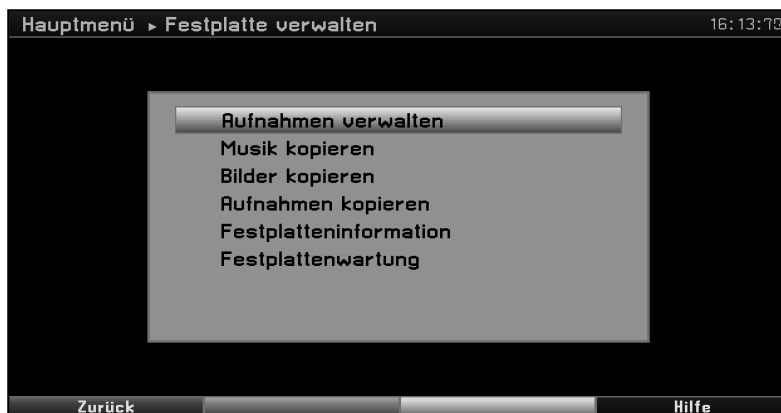 Hauptmenü ▸ Festplatte verwalten
Aufnahmen verwalten
Musik kopieren
Bilder kopieren
Aufnahmen kopieren
Festplatteninformation
Festplattenwartung
Zurück Hilfe